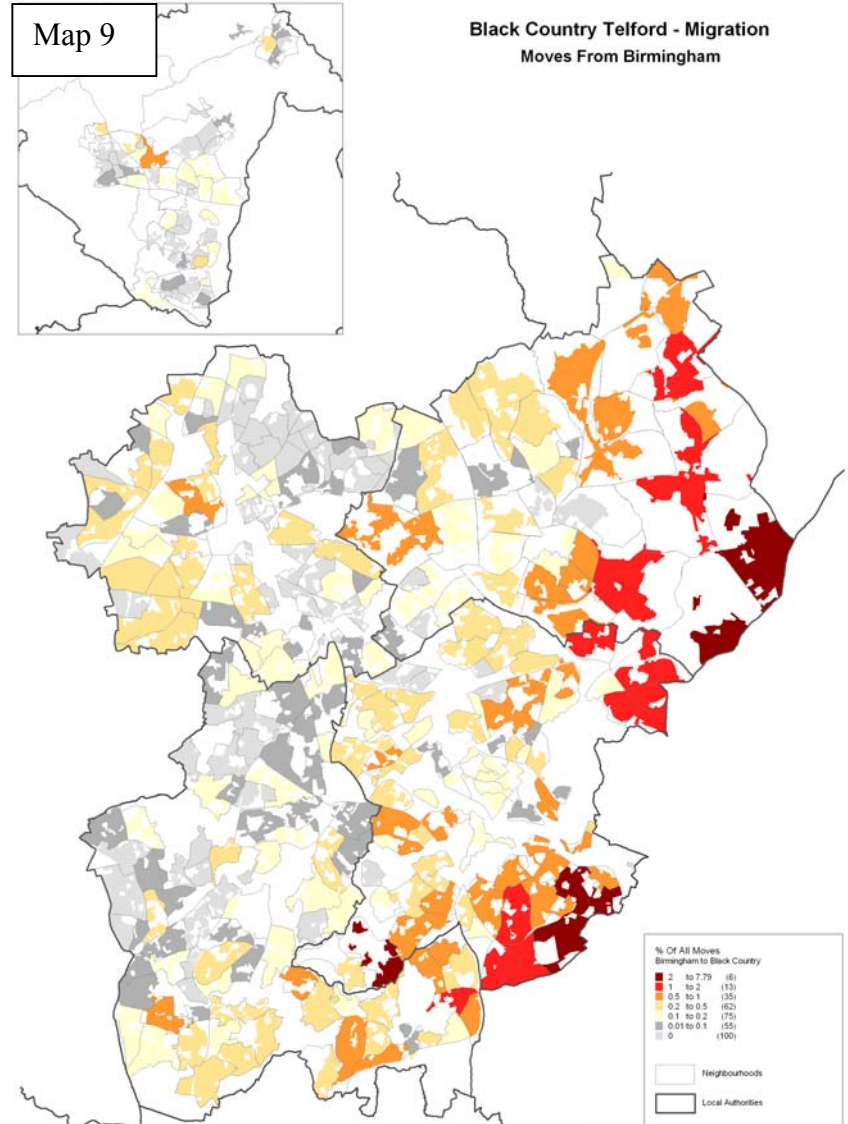 Map 9
Black Country Telford - Migration
Moves From Birmingham
% Of All Moves
Birmingham to Black Country
2 to 7.79 (6)
1 to 2 (13)
0.5 to 1 (35)
0.2 to 0.5 (62)
0.1 to 0.2 (75)
0.01 to 0.1 (55)
0 (100)
Neighbourhoods
Local Authorities